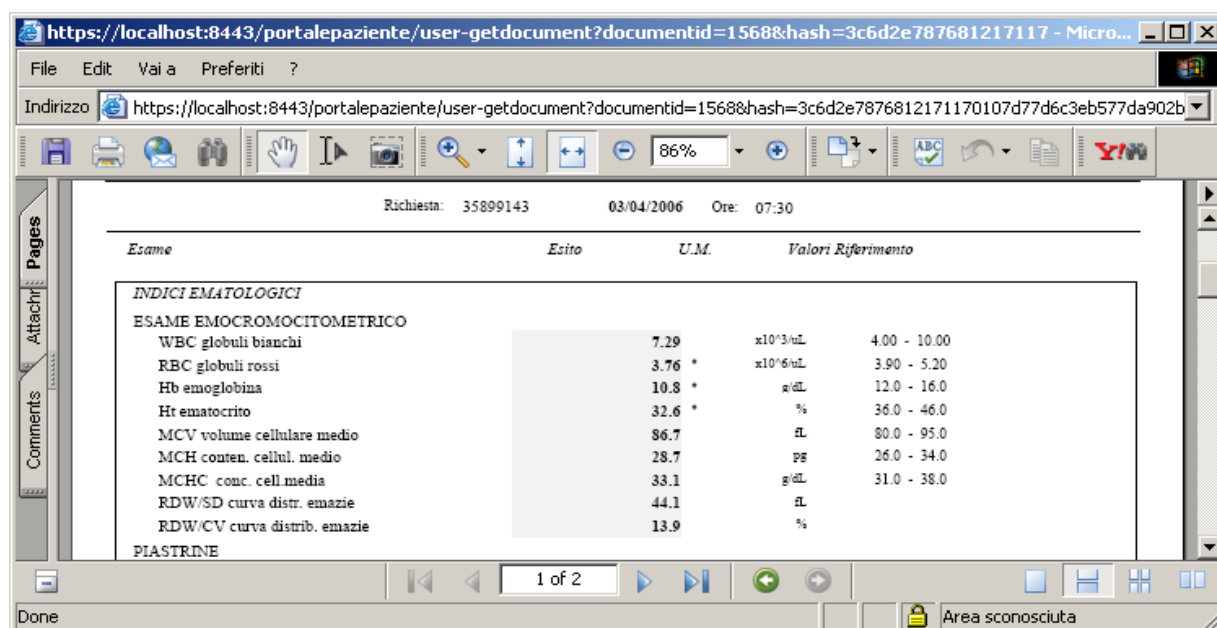 https://localhost:8443/portalepaziente/user-getdocument?documentid=1568&hash=3c6d2e787681217117 - Micro...
File Edit Vai a Preferiti ?
Indirizzo https://localhost:8443/portalepaziente/user-getdocument?documentid=1568&hash=3c6d2e7876812171170107d77d6c3eb577da902b
86% ABC Y!
Pages
Attachr
Comments
Richiesta: 35899143 03/04/2006 Ore: 07:30
Esame Esito U.M. Valori Riferimento
INDICI EMATOLOGICI
ESAME EMOCROMOCITOMETRICO
WBC globuli bianchi 7.29 x10^3/uL 4.00 - 10.00
RBC globuli rossi 3.76 * x10^6/uL 3.90 - 5.20
Hb emoglobina 10.8 * g/dL 12.0 - 16.0
Ht ematocrito 32.6 * % 36.0 - 46.0
MCV volume cellulare medio 86.7 fL 80.0 - 95.0
MCH conten. cellul. medio 28.7 pg 26.0 - 34.0
MCHC conc. cell.media 33.1 g/dL 31.0 - 38.0
RDW/SD curva distr. emazie 44.1 fL
RDW/CV curva distrib. emazie 13.9 %
PIASTRINE
1 of 2
Done Area sconosciuta